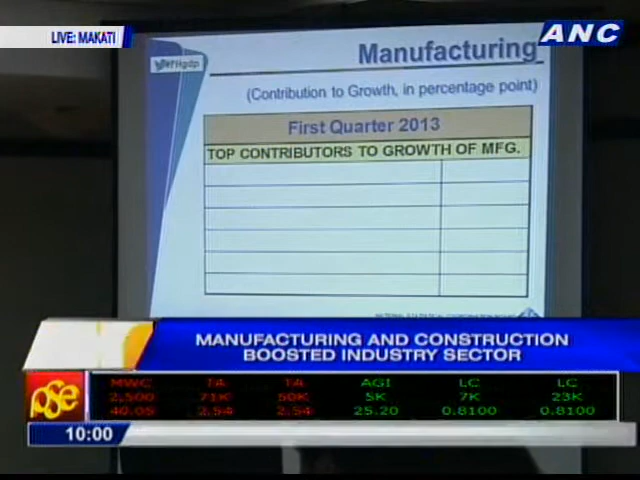 LIVE: MAKATI
ANC
Manufacturing
(Contribution to Growth, in percentage point)
First Quarter 2013
TOP CONTRIBUTORS TO GROWTH OF MFG.
MANUFACTURING AND CONSTRUCTION
BOOSTED INDUSTRY SECTOR
pse
MWC TA TA AGI LC LC
2,500 71K 50K 5K 7K 23K
40.05 2.54 2.54 25.20 0.8100 0.8100
10:00